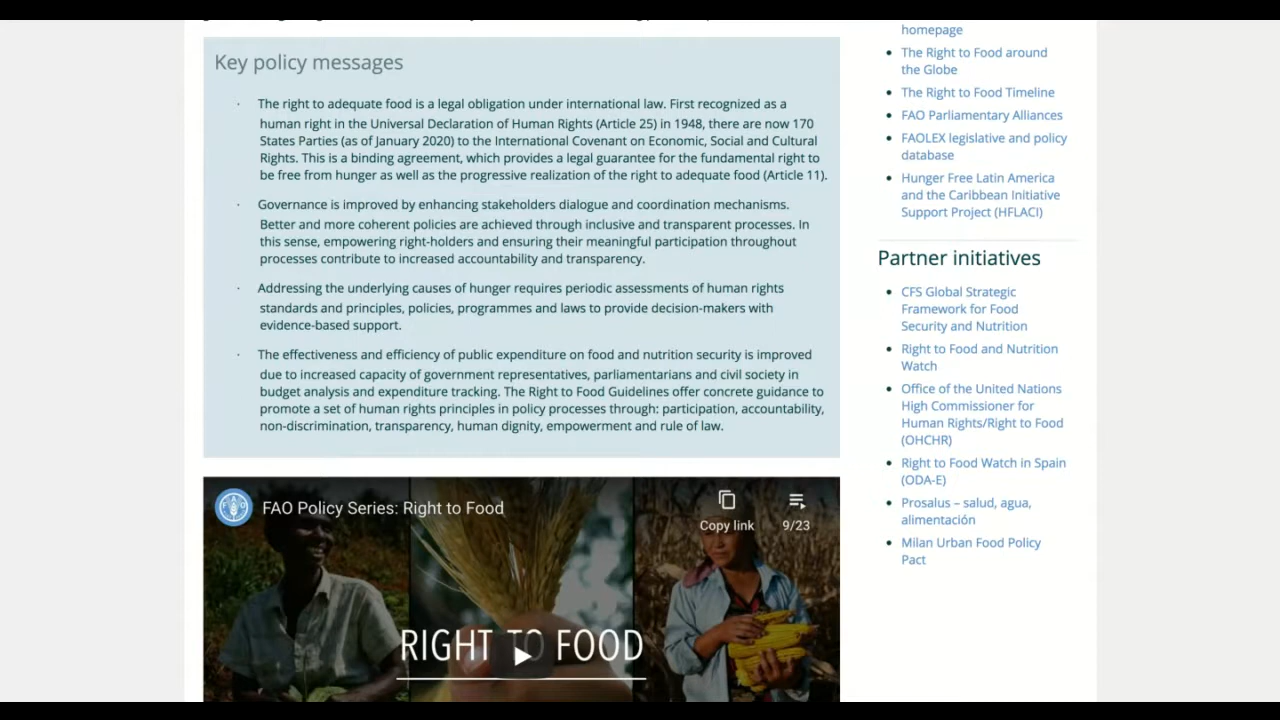 Key policy messages
· The right to adequate food is a legal obligation under international law. First recognized as a
human right in the Universal Declaration of Human Rights (Article 25) in 1948, there are now 170
States Parties (as of January 2020) to the International Covenant on Economic, Social and Cultural
Rights. This is a binding agreement, which provides a legal guarantee for the fundamental right to
be free from hunger as well as the progressive realization of the right to adequate food (Article 11).
· Governance is improved by enhancing stakeholders dialogue and coordination mechanisms.
Better and more coherent policies are achieved through inclusive and transparent processes. In
this sense, empowering right-holders and ensuring their meaningful participation throughout
processes contribute to increased accountability and transparency.
· Addressing the underlying causes of hunger requires periodic assessments of human rights
standards and principles, policies, programmes and laws to provide decision-makers with
evidence-based support.
· The effectiveness and efficiency of public expenditure on food and nutrition security is improved
due to increased capacity of government representatives, parliamentarians and civil society in
budget analysis and expenditure tracking. The Right to Food Guidelines offer concrete guidance to
promote a set of human rights principles in policy processes through: participation, accountability,
non-discrimination, transparency, human dignity, empowerment and rule of law.
FAO Policy Series: Right to Food
Copy link
9/23
RIGHT TO FOOD
homepage
• The Right to Food around
the Globe
• The Right to Food Timeline
• FAO Parliamentary Alliances
• FAOLEX legislative and policy
database
• Hunger Free Latin America
and the Caribbean Initiative
Support Project (HFLACI)
Partner initiatives
• CFS Global Strategic
Framework for Food
Security and Nutrition
• Right to Food and Nutrition
Watch
• Office of the United Nations
High Commissioner for
Human Rights/Right to Food
(OHCHR)
• Right to Food Watch in Spain
(ODA-E)
• Prosalus – salud, agua,
alimentación
• Milan Urban Food Policy
Pact